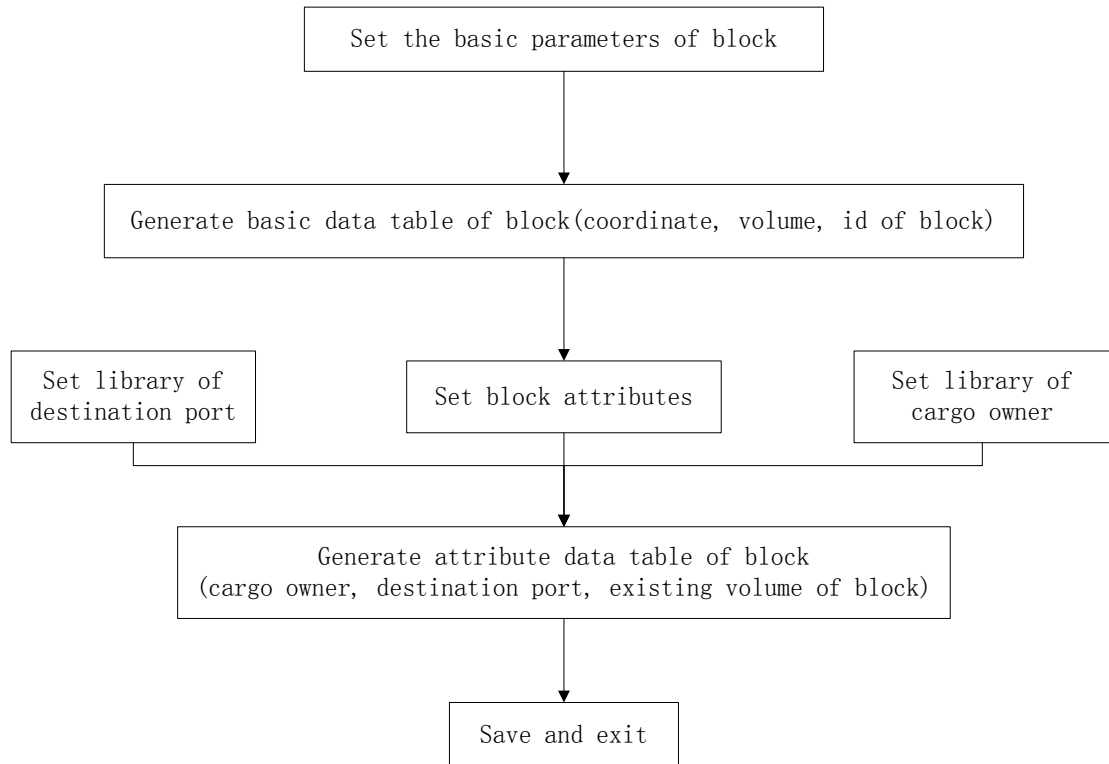 Set the basic parameters of block
Generate basic data table of block(coordinate, volume, id of block)
Set library of
destination port
Set block attributes
Set library of
cargo owner
Generate attribute data table of block
(cargo owner, destination port, existing volume of block)
Save and exit